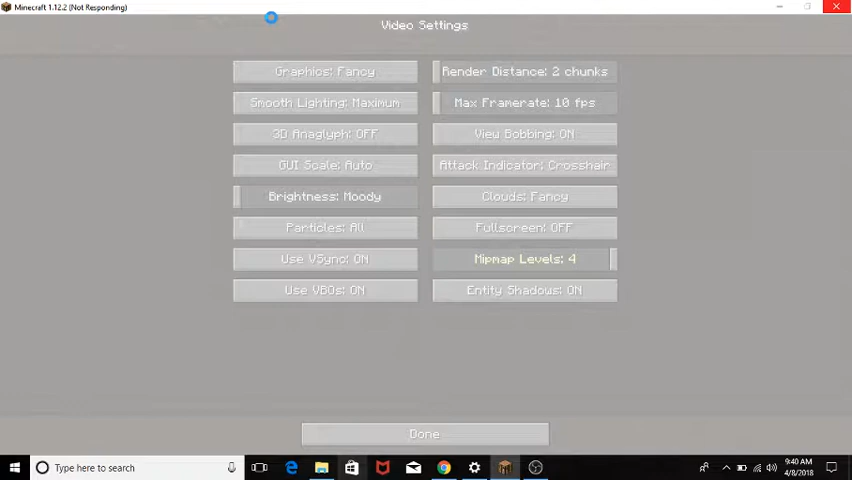 Minecraft 1.12.2 (Not Responding)
Video Settings
Graphics: Fancy
Render Distance: 2 chunks
Smooth Lighting: Maximum
Max Framerate: 10 fps
3D Anaglyph: OFF
View Bobbing: ON
GUI Scale: Auto
Attack Indicator: Crosshair
Brightness: Moody
Clouds: Fancy
Particles: All
Fullscreen: OFF
Use VSync: ON
Mipmap Levels: 4
Use VBOs: ON
Entity Shadows: ON
Done
Type here to search
9:40 AM
4/8/2018